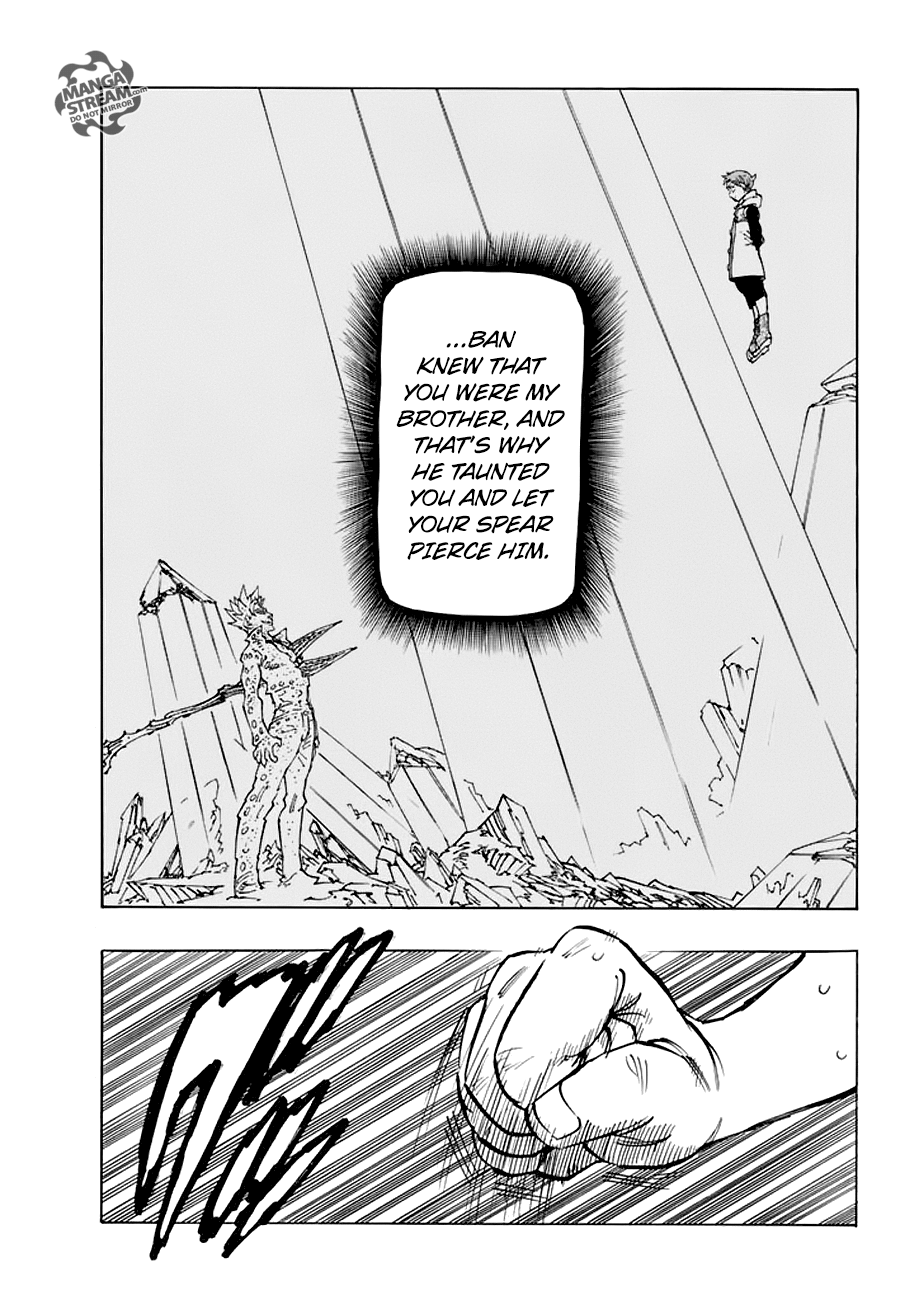 MANGA
STREAM.com
DO NOT MIRROR
...BAN
KNEW THAT
YOU WERE MY
BROTHER, AND
THAT'S WHY
HE TAUNTED
YOU AND LET
YOUR SPEAR
PIERCE HIM.